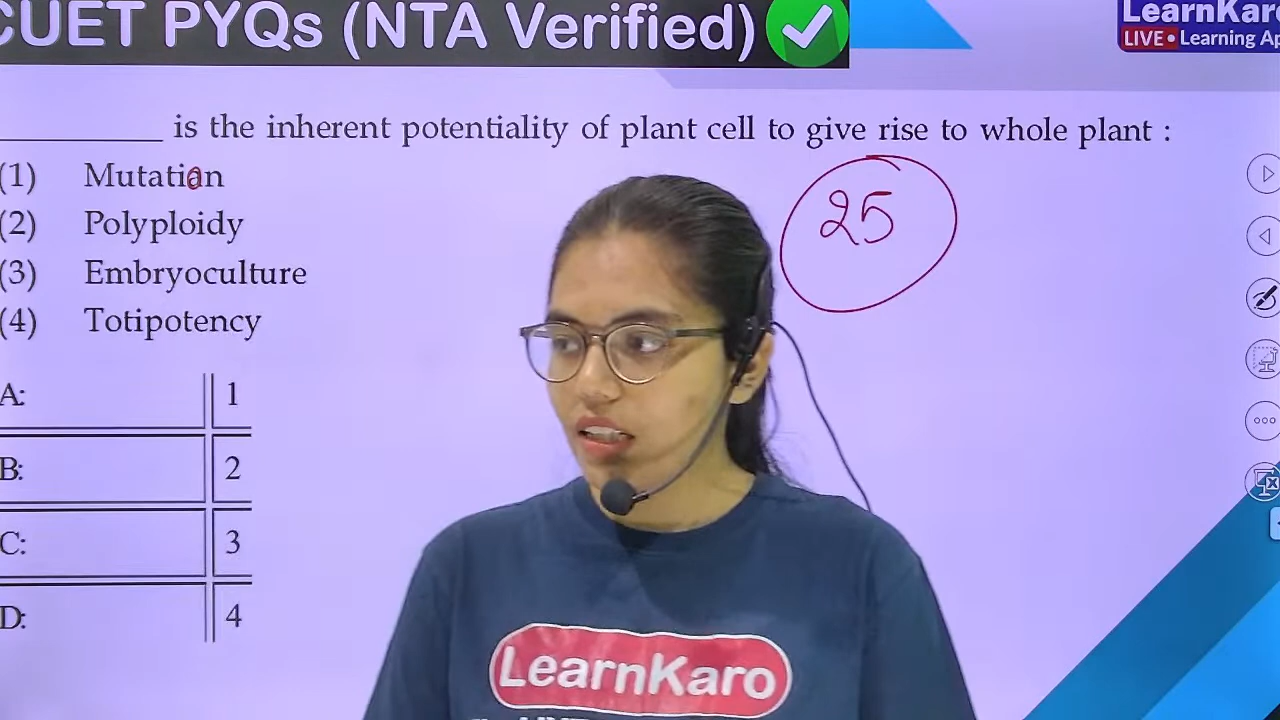 CUET PYQs (NTA Verified)
LearnKaro
LIVE • Learning Ap
__________ is the inherent potentiality of plant cell to give rise to whole plant :
(1) Mutation
(2) Polyploidy
(3) Embryoculture
(4) Totipotency
25
A: 1
B: 2
C: 3
D: 4
LearnKaro